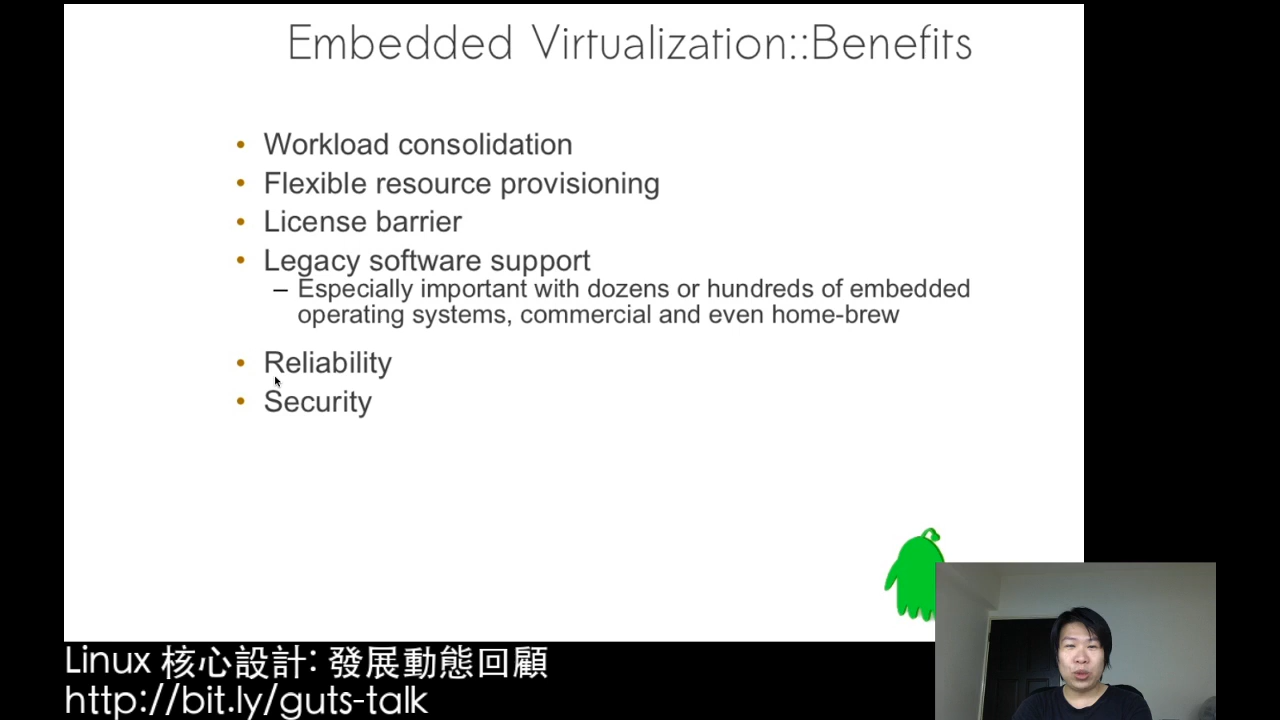 Embedded Virtualization::Benefits
• Workload consolidation
• Flexible resource provisioning
• License barrier
• Legacy software support
– Especially important with dozens or hundreds of embedded
operating systems, commercial and even home-brew
• Reliability
• Security
Linux 核心設計: 發展動態回顧
http://bit.ly/guts-talk